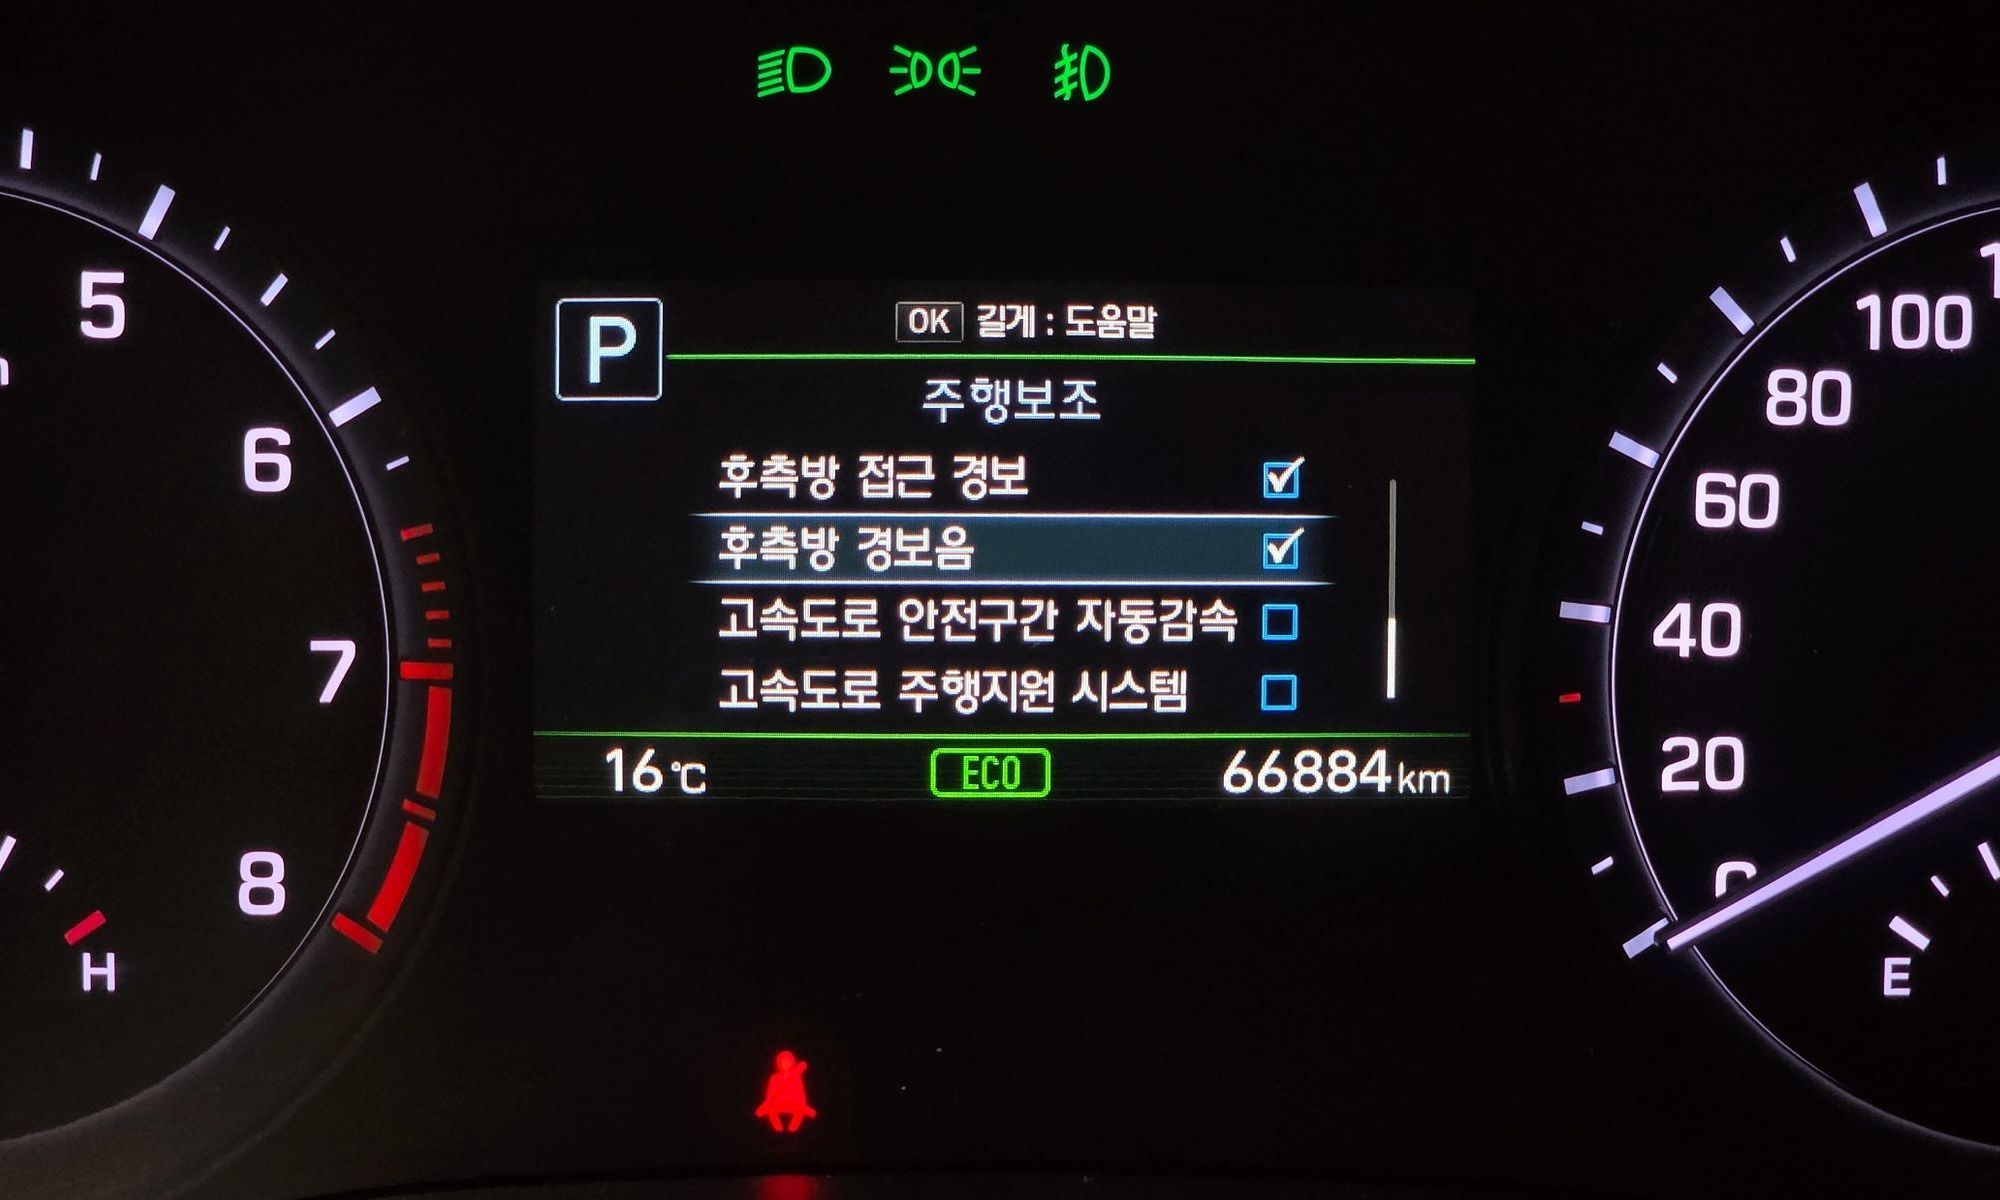 P
OK 길게 : 도움말
주행보조
후측방 접근 경보
후측방 경보음
고속도로 안전구간 자동감속
고속도로 주행지원 시스템
16℃ ECO 66884km
5
6
7
8
H
100
80
60
40
20
0
E